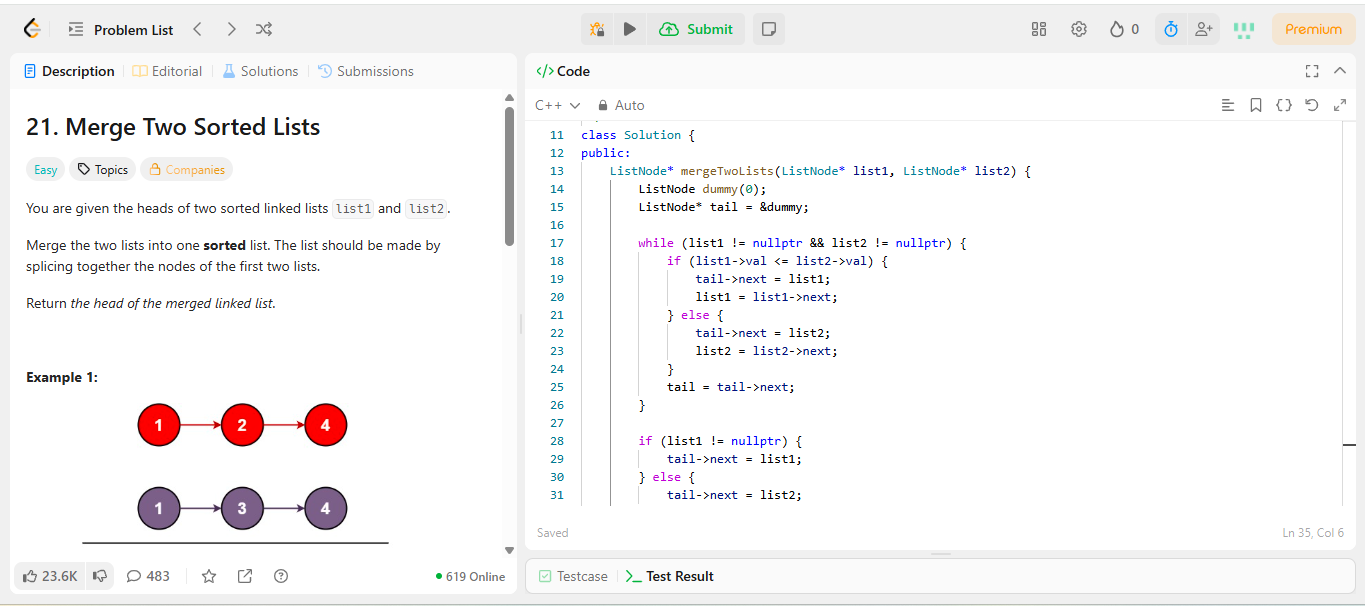 Problem List
Submit
0
Premium
Description
Editorial
Solutions
Submissions
21. Merge Two Sorted Lists
Easy
Topics
Companies
You are given the heads of two sorted linked lists list1 and list2.
Merge the two lists into one sorted list. The list should be made by
splicing together the nodes of the first two lists.
Return the head of the merged linked list.
Example 1:
1 2 4
1 3 4
23.6K
483
619 Online
</> Code
C++
Auto
11 class Solution {
12 public:
13     ListNode* mergeTwoLists(ListNode* list1, ListNode* list2) {
14         ListNode dummy(0);
15         ListNode* tail = &dummy;
16
17         while (list1 != nullptr && list2 != nullptr) {
18             if (list1->val <= list2->val) {
19                 tail->next = list1;
20                 list1 = list1->next;
21             } else {
22                 tail->next = list2;
23                 list2 = list2->next;
24             }
25             tail = tail->next;
26         }
27
28         if (list1 != nullptr) {
29             tail->next = list1;
30         } else {
31             tail->next = list2;
Saved
Ln 35, Col 6
Testcase
Test Result